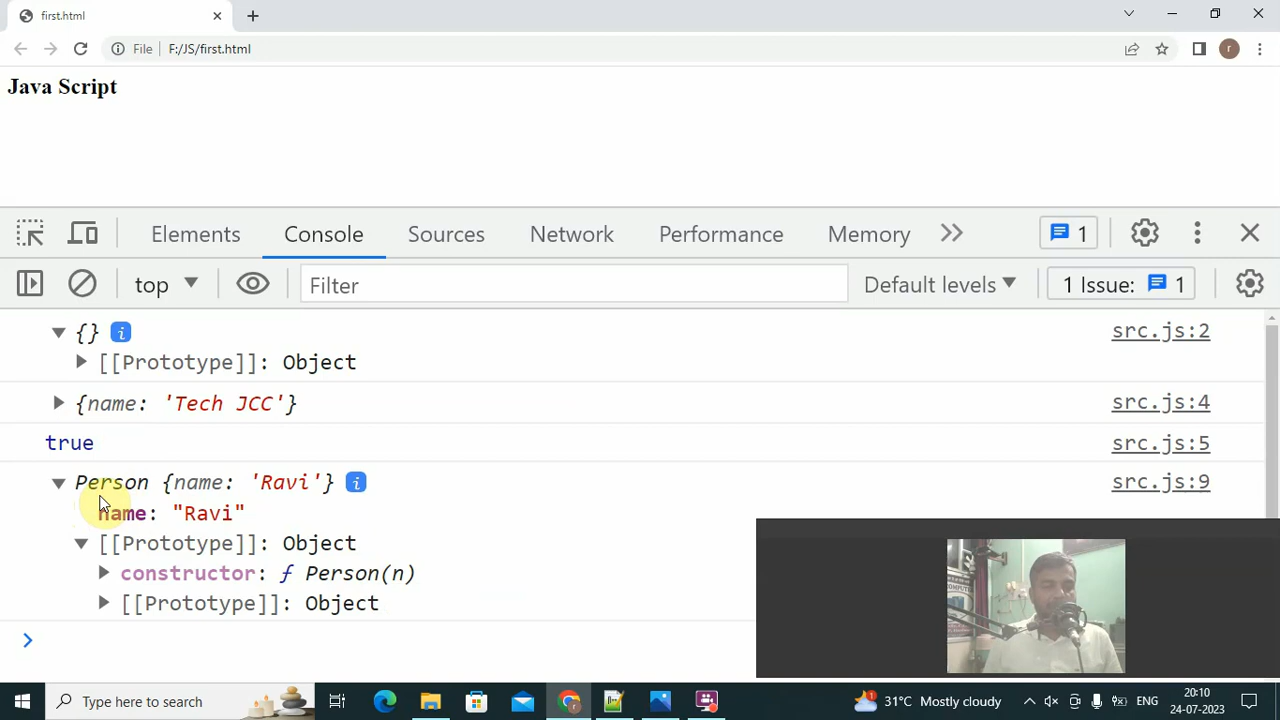 first.html
File F:/JS/first.html
r
Java Script
Elements Console Sources Network Performance Memory 1
top Filter Default levels 1 Issue: 1
{} i src.js:2
[[Prototype]]: Object
{name: 'Tech JCC'} src.js:4
true src.js:5
Person {name: 'Ravi'} i src.js:9
name: "Ravi"
[[Prototype]]: Object
constructor: ƒ Person(n)
[[Prototype]]: Object
Type here to search 31°C Mostly cloudy ENG 20:10
24-07-2023